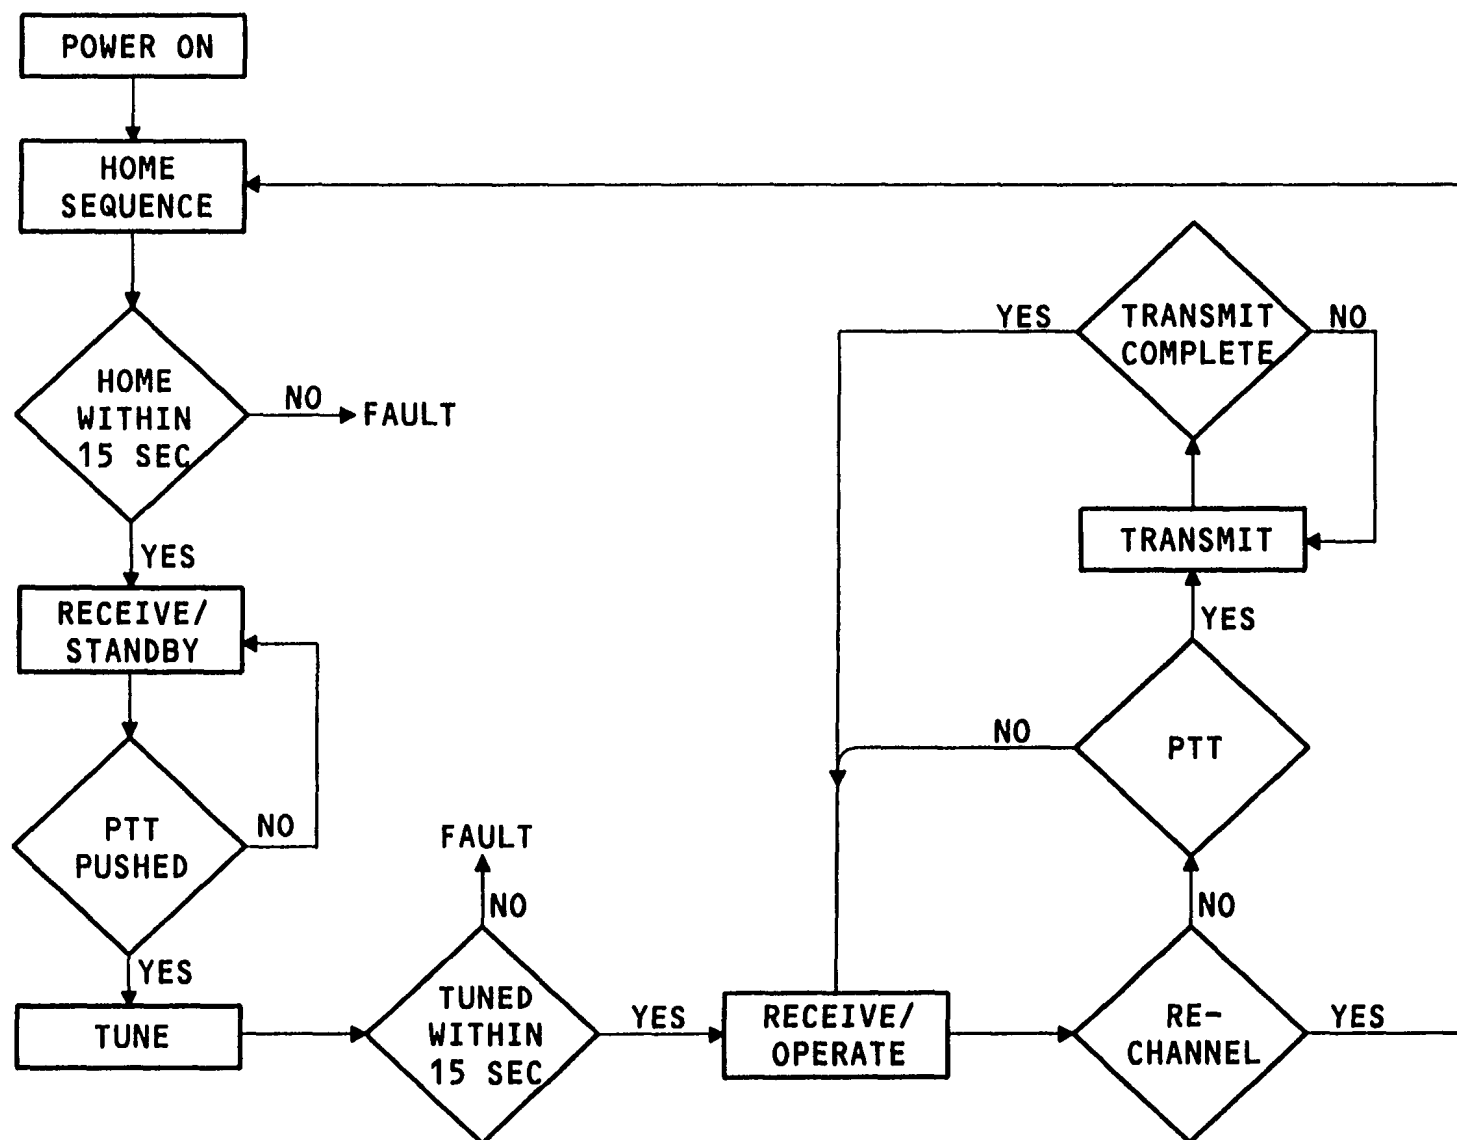 POWER ON
HOME
SEQUENCE
HOME
WITHIN
15 SEC
NO
FAULT
YES
RECEIVE/
STANDBY
PTT
PUSHED
NO
YES
TUNE
TUNED
WITHIN
15 SEC
NO
FAULT
YES
RECEIVE/
OPERATE
RE-
CHANNEL
YES
NO
PTT
NO
YES
TRANSMIT
TRANSMIT
COMPLETE
YES
NO